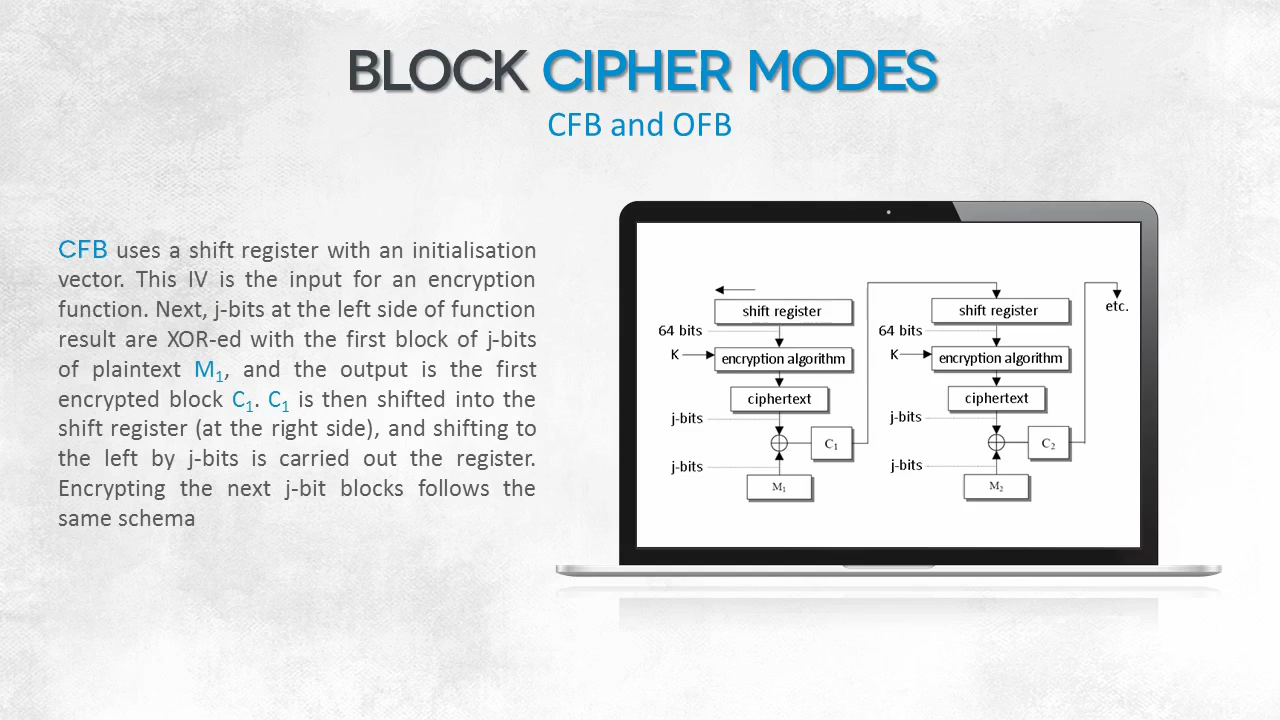 BLOCK CIPHER MODES
CFB and OFB
CFB uses a shift register with an initialisation
vector. This IV is the input for an encryption
function. Next, j-bits at the left side of function
result are XOR-ed with the first block of j-bits
of plaintext M1, and the output is the first
encrypted block C1. C1 is then shifted into the
shift register (at the right side), and shifting to
the left by j-bits is carried out the register.
Encrypting the next j-bit blocks follows the
same schema
shift register
64 bits
K
encryption algorithm
ciphertext
j-bits
C1
j-bits
M1
shift register
64 bits
K
encryption algorithm
ciphertext
j-bits
C2
j-bits
M2
etc.